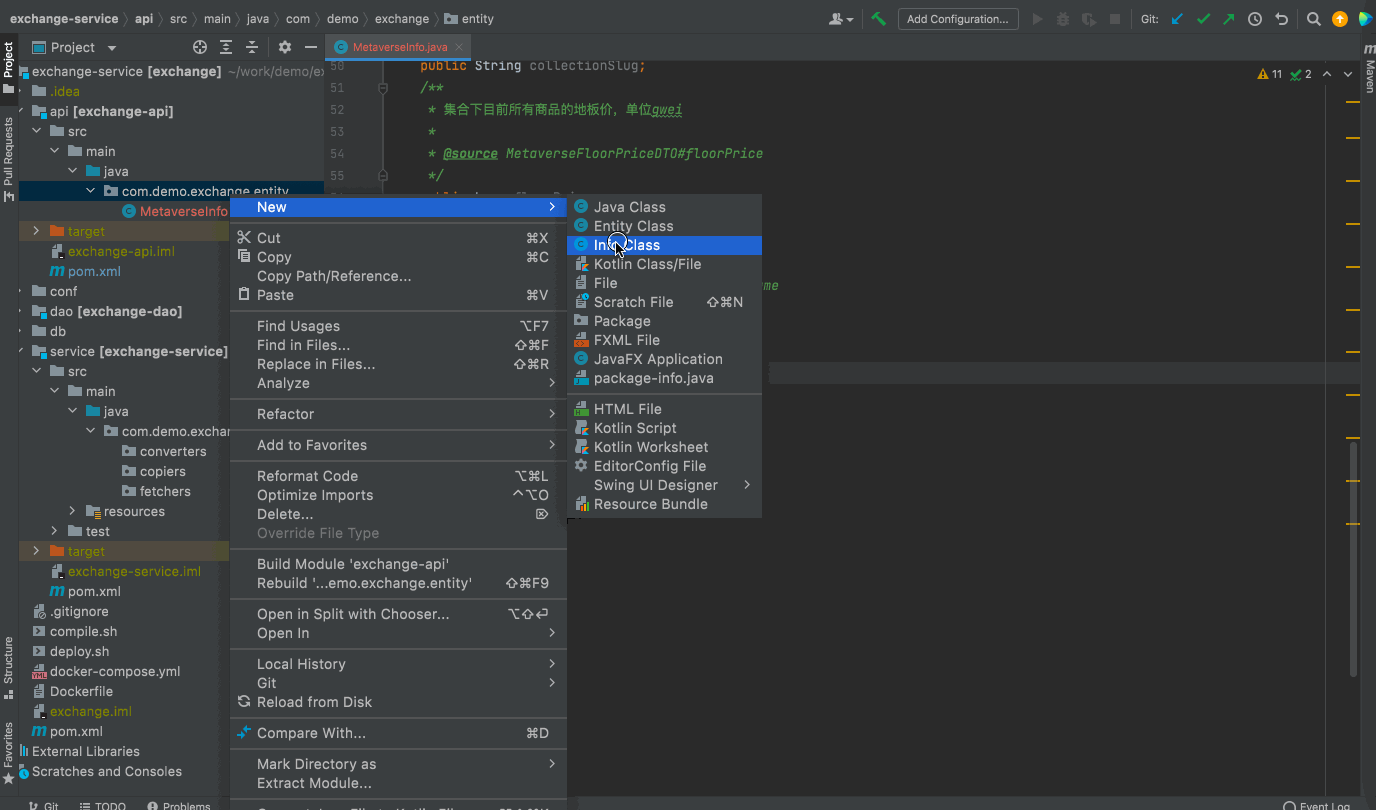 exchange-service api src main java com demo exchange entity
Add Configuration... Git:
Project
MetaverseInfo.java
exchange-service [exchange] ~/work/demo/ex
.idea
api [exchange-api]
src
main
java
com.demo.exchange.entity
MetaverseInfo
target
exchange-api.iml
pom.xml
conf
dao [exchange-dao]
db
service [exchange-service]
src
main
java
com.demo.exchar
converters
copiers
fetchers
resources
test
target
exchange-service.iml
pom.xml
.gitignore
compile.sh
deploy.sh
docker-compose.yml
Dockerfile
exchange.iml
pom.xml
External Libraries
Scratches and Consoles
Project
Pull Requests
Structure
Favorites
50 public String collectionSlug;
51 /**
52 * 集合下目前所有商品的地板价，单位gwei
53 *
54 * @source MetaverseFloorPriceDTO#floorPrice
55 */
11 2
Maven
New
Cut ⌘X
Copy ⌘C
Copy Path/Reference...
Paste ⌘V
Find Usages ⌥F7
Find in Files... ⇧⌘F
Replace in Files... ⇧⌘R
Analyze
Refactor
Add to Favorites
Reformat Code ⌥⌘L
Optimize Imports ^⌥O
Delete... ⌦
Override File Type
Build Module 'exchange-api'
Rebuild '...emo.exchange.entity' ⇧⌘F9
Open in Split with Chooser... ⌥⇧⏎
Open In
Local History
Git
Reload from Disk
Compare With... ⌘D
Mark Directory as
Extract Module...
Java Class
Entity Class
Info Class
Kotlin Class/File
File
Scratch File ⇧⌘N
Package
FXML File
JavaFX Application
package-info.java
HTML File
Kotlin Script
Kotlin Worksheet
EditorConfig File
Swing UI Designer
Resource Bundle
me
Git TODO Problems Event Log